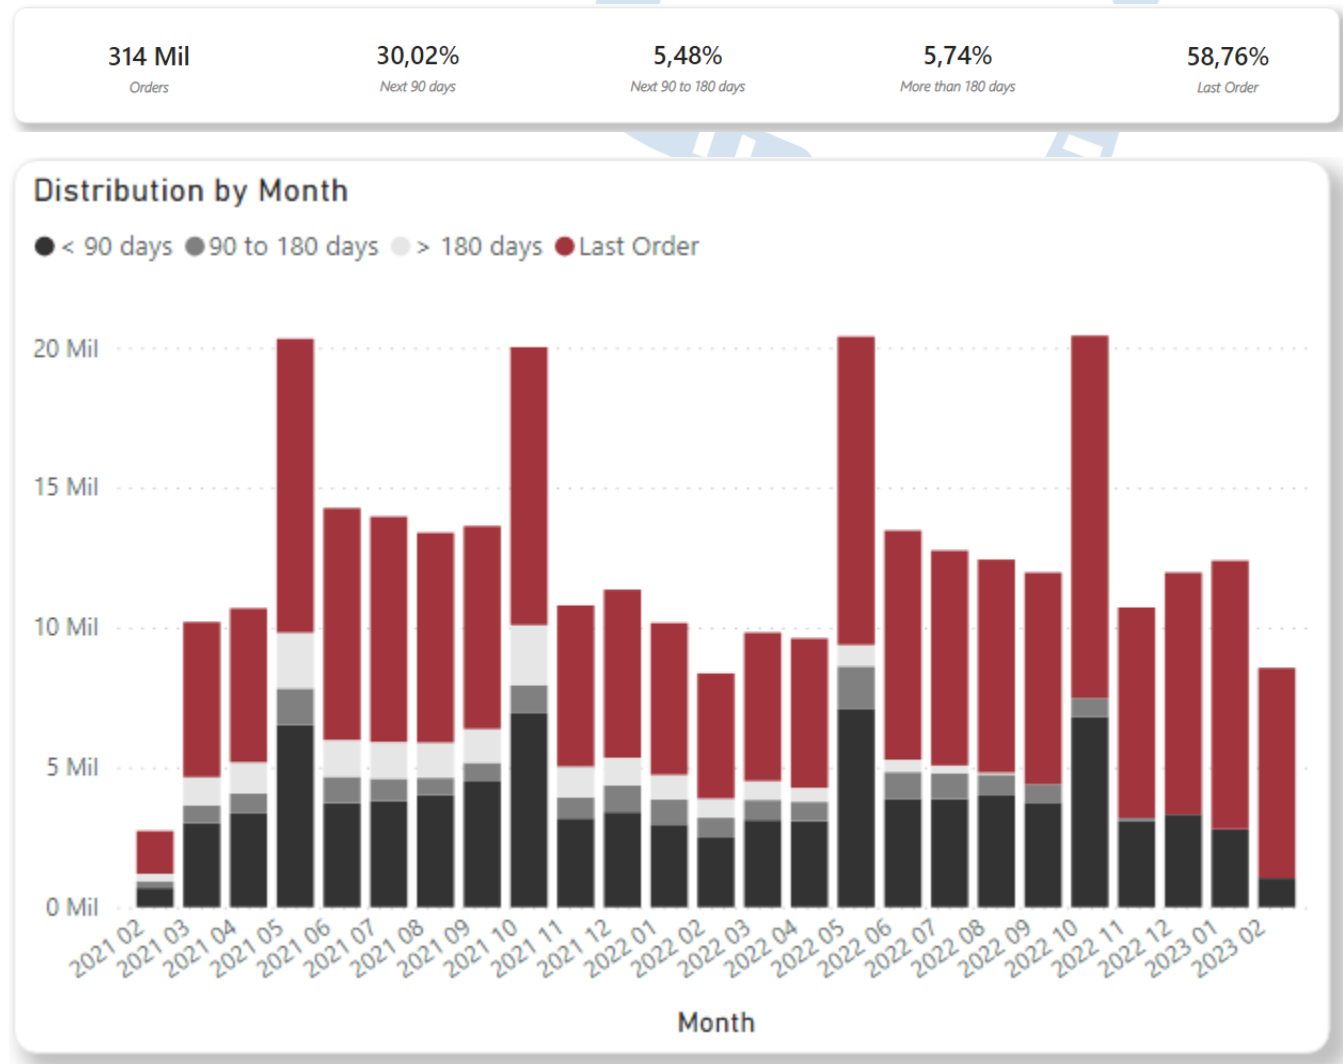 314 Mil 30,02% 5,48% 5,74% 58,76%
Orders Next 90 days Next 90 to 180 days More than 180 days Last Order
Distribution by Month
< 90 days 90 to 180 days > 180 days Last Order
20 Mil
15 Mil
10 Mil
5 Mil
0 Mil
2021 02 2021 03 2021 04 2021 05 2021 06 2021 07 2021 08 2021 09 2021 10 2021 11 2021 12 2022 01 2022 02 2022 03 2022 04 2022 05 2022 06 2022 07 2022 08 2022 09 2022 10 2022 11 2022 12 2023 01 2023 02
Month